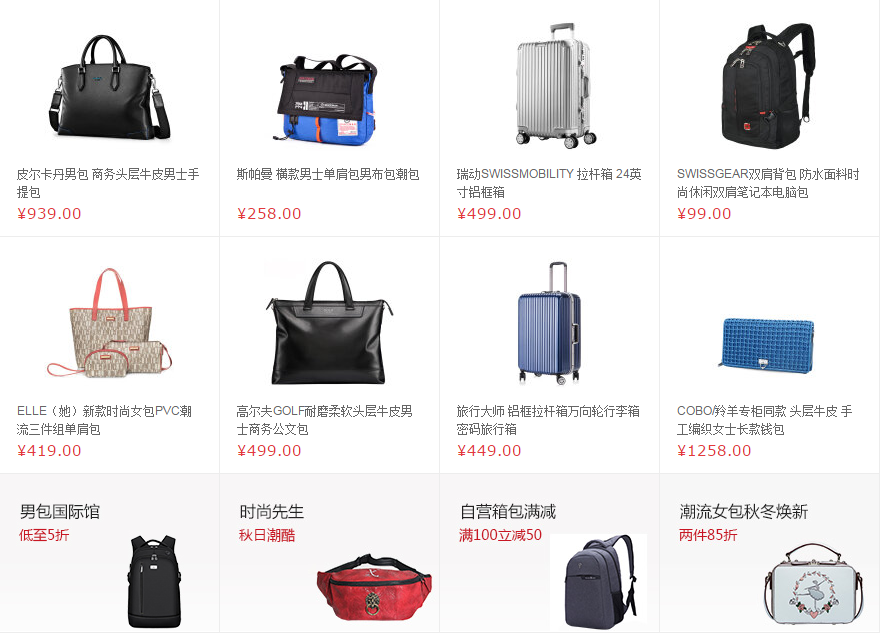 皮尔卡丹男包 商务头层牛皮男士手
提包
¥939.00
斯帕曼 横款男士单肩包男布包潮包
¥258.00
瑞动SWISSMOBILITY 拉杆箱 24英
寸铝框箱
¥499.00
SWISSGEAR双肩背包 防水面料时
尚休闲双肩笔记本电脑包
¥99.00
ELLE（她）新款时尚女包PVC潮
流三件组单肩包
¥419.00
高尔夫GOLF耐磨柔软头层牛皮男
士商务公文包
¥499.00
旅行大师 铝框拉杆箱万向轮行李箱
密码旅行箱
¥449.00
COBO/羚羊专柜同款 头层牛皮 手
工编织女士长款钱包
¥1258.00
男包国际馆
低至5折
时尚先生
秋日潮酷
自营箱包满减
满100立减50
潮流女包秋冬焕新
两件85折